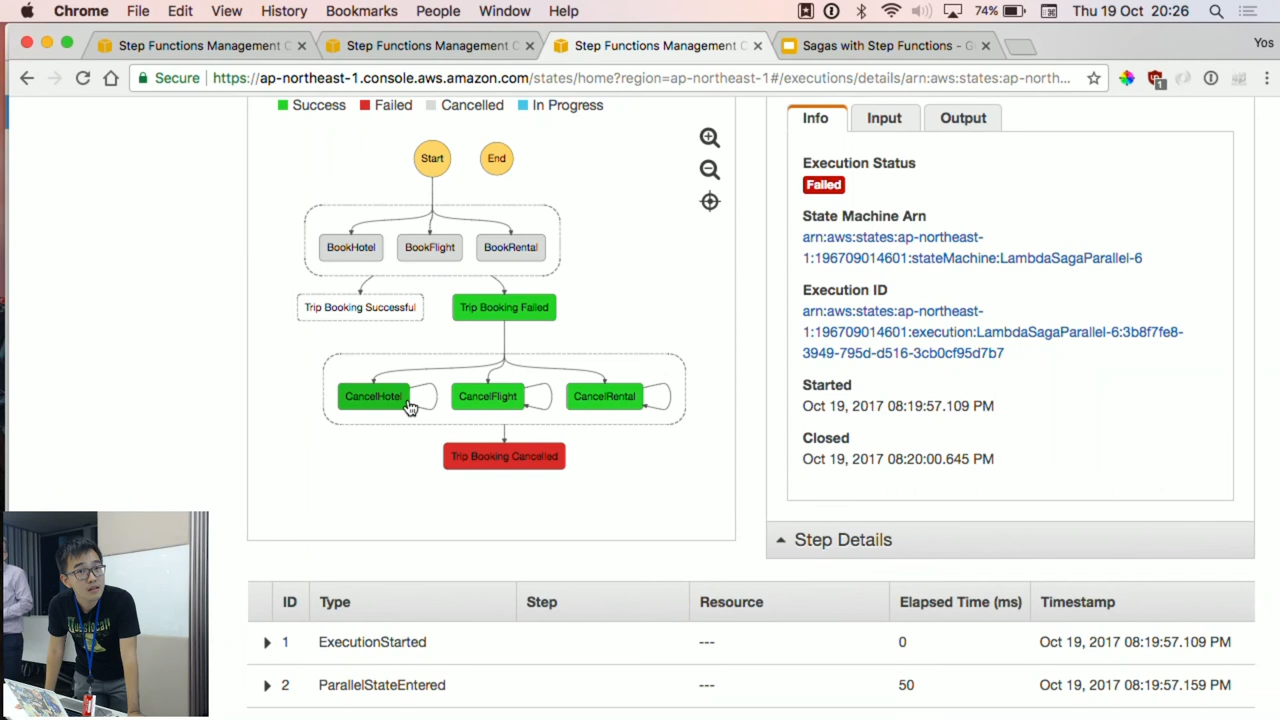 Chrome File Edit View History Bookmarks People Window Help 74% Thu 19 Oct 20:26
Step Functions Management C Step Functions Management C Step Functions Management C Sagas with Step Functions - G Yos
Secure https://ap-northeast-1.console.aws.amazon.com/states/home?region=ap-northeast-1#/executions/details/arn:aws:states:ap-north... 1
Success Failed Cancelled In Progress
Start End
BookHotel BookFlight BookRental
Trip Booking Successful Trip Booking Failed
CancelHotel CancelFlight CancelRental
Trip Booking Cancelled
Info Input Output
Execution Status
Failed
State Machine Arn
arn:aws:states:ap-northeast-
1:196709014601:stateMachine:LambdaSagaParallel-6
Execution ID
arn:aws:states:ap-northeast-
1:196709014601:execution:LambdaSagaParallel-6:3b8f7fe8-
3949-795d-d516-3cb0cf95d7b7
Started
Oct 19, 2017 08:19:57.109 PM
Closed
Oct 19, 2017 08:20:00.645 PM
Step Details
ID Type Step Resource Elapsed Time (ms) Timestamp
1 ExecutionStarted --- 0 Oct 19, 2017 08:19:57.109 PM
2 ParallelStateEntered --- 50 Oct 19, 2017 08:19:57.159 PM